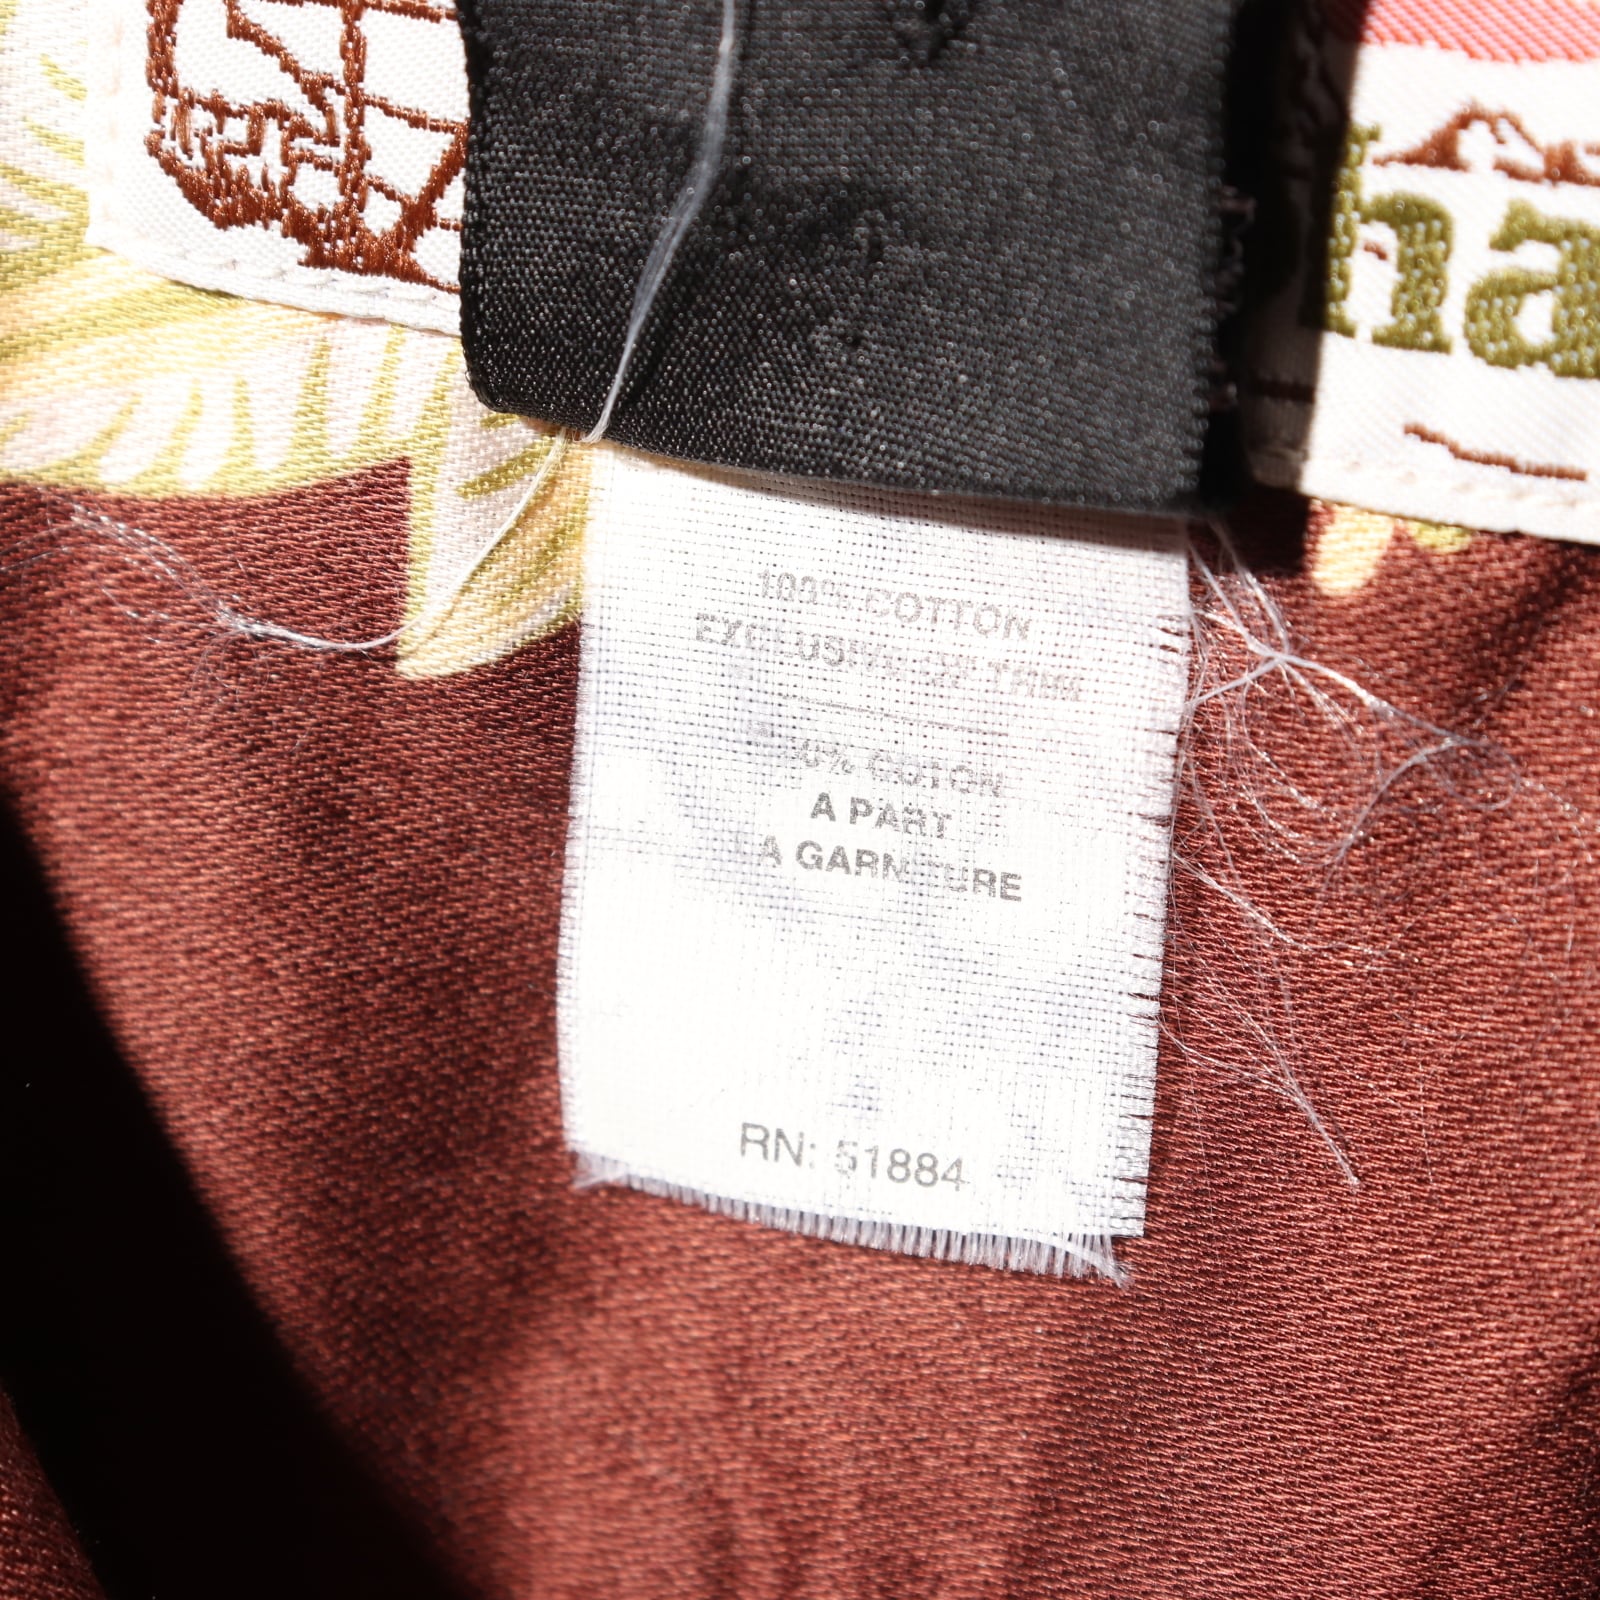 ha
100% COTTON
EXCLUSIVE OF TRIM
100% COTON
A PART
LA GARNITURE
RN: 51884